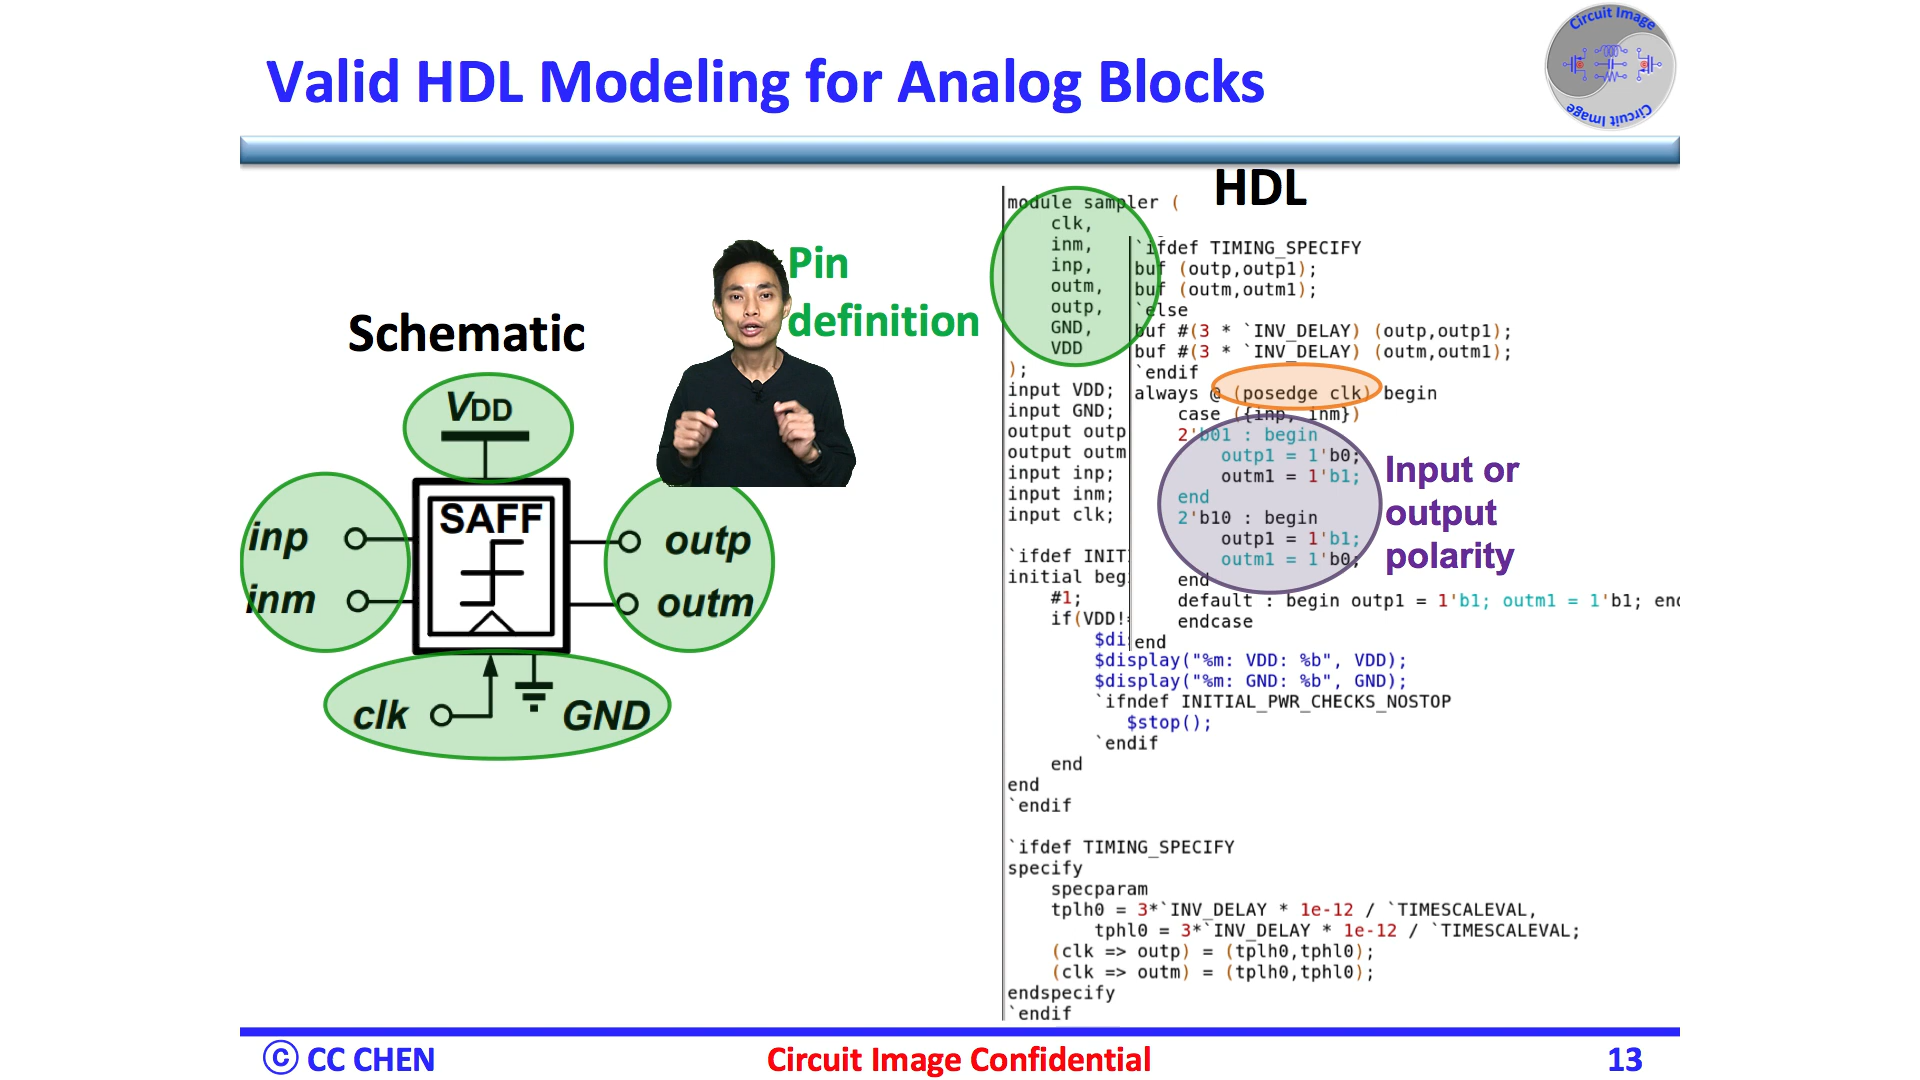 Valid HDL Modeling for Analog Blocks
Circuit Image
Circuit Image
HDL
Pin
definition
Schematic
VDD
SAFF
inp
inm
outp
outm
clk
GND
module sampler (
clk,
inm,
inp,
outm,
outp,
GND,
VDD
);
input VDD;
input GND;
output outp
output outm
input inp;
input inm;
input clk;
`ifdef INIT
initial beg
#1;
if(VDD!
$di
$display("%m: VDD: %b", VDD);
$display("%m: GND: %b", GND);
`ifndef INITIAL_PWR_CHECKS_NOSTOP
$stop();
`endif
end
end
`endif
`ifdef TIMING_SPECIFY
specify
specparam
tplh0 = 3*`INV_DELAY * 1e-12 / `TIMESCALEVAL,
tphl0 = 3*`INV_DELAY * 1e-12 / `TIMESCALEVAL;
(clk => outp) = (tplh0,tphl0);
(clk => outm) = (tplh0,tphl0);
endspecify
`endif
`ifdef TIMING_SPECIFY
buf (outp,outp1);
buf (outm,outm1);
`else
buf #(3 * `INV_DELAY) (outp,outp1);
buf #(3 * `INV_DELAY) (outm,outm1);
`endif
always @ (posedge clk) begin
case ({inp, inm})
2'b01 : begin
outp1 = 1'b0;
outm1 = 1'b1;
end
2'b10 : begin
outp1 = 1'b1;
outm1 = 1'b0;
end
default : begin outp1 = 1'b1; outm1 = 1'b1; en
endcase
end
Input or
output
polarity
© CC CHEN
Circuit Image Confidential
13